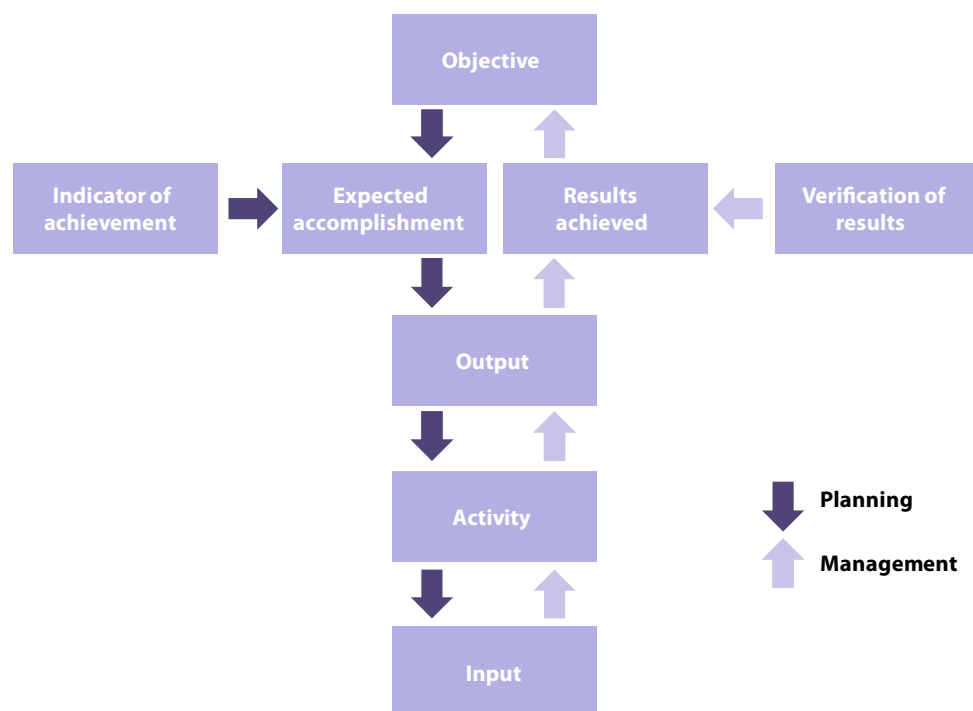 Objective
Indicator of
achievement
Expected
accomplishment
Results
achieved
Verification of
results
Output
Activity
Planning
Management
Input